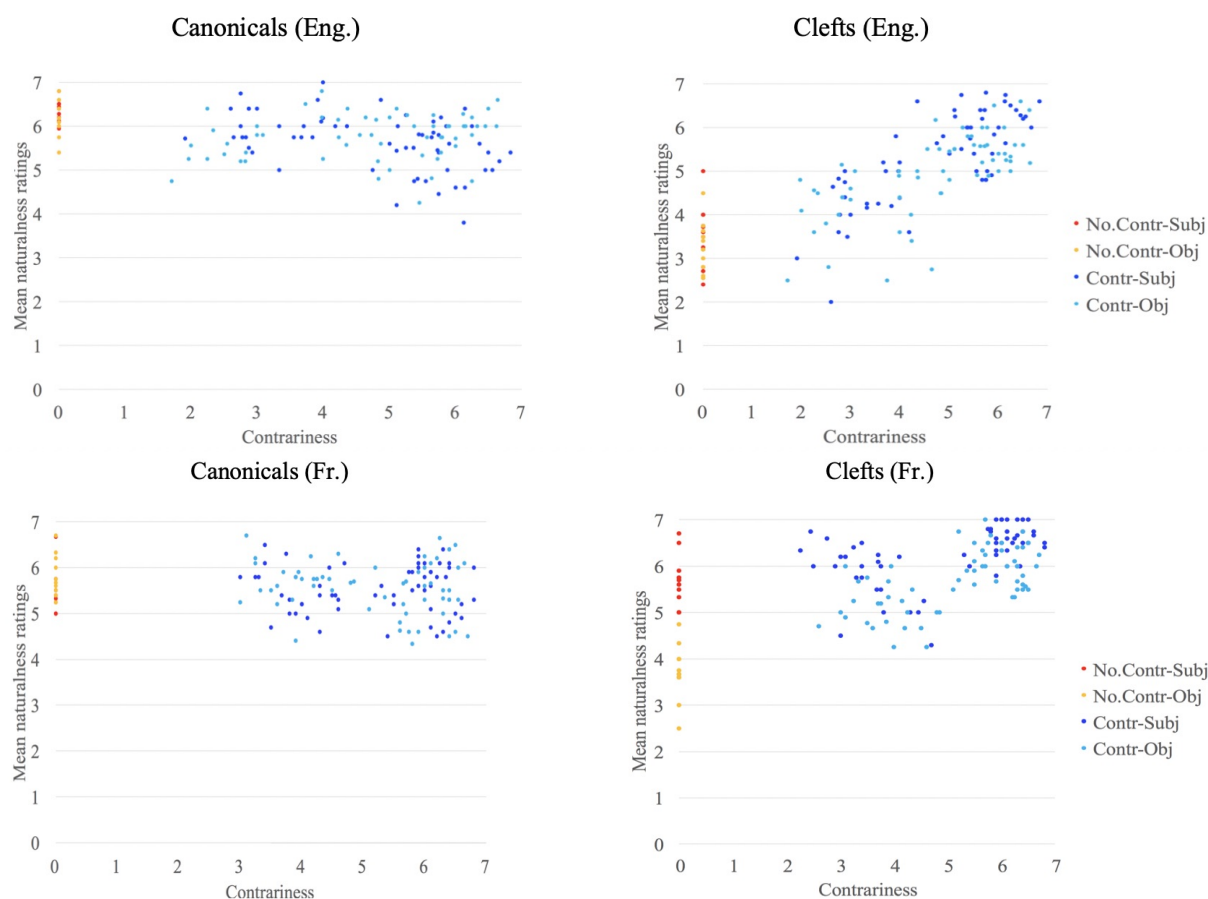 Canonicals (Eng.)
Clefts (Eng.)
Mean naturalness ratings
7
6
5
4
3
2
1
0
0 1 2 3 4 5 6 7
Contrariness
Mean naturalness ratings
7
6
5
4
3
2
1
0
0 1 2 3 4 5 6 7
Contrariness
No.Contr-Subj
No.Contr-Obj
Contr-Subj
Contr-Obj
Canonicals (Fr.)
Clefts (Fr.)
Mean naturalness ratings
7
6
5
4
3
2
1
0
0 1 2 3 4 5 6 7
Contrariness
Mean naturalness ratings
7
6
5
4
3
2
1
0
0 1 2 3 4 5 6 7
Contrariness
No.Contr-Subj
No.Contr-Obj
Contr-Subj
Contr-Obj